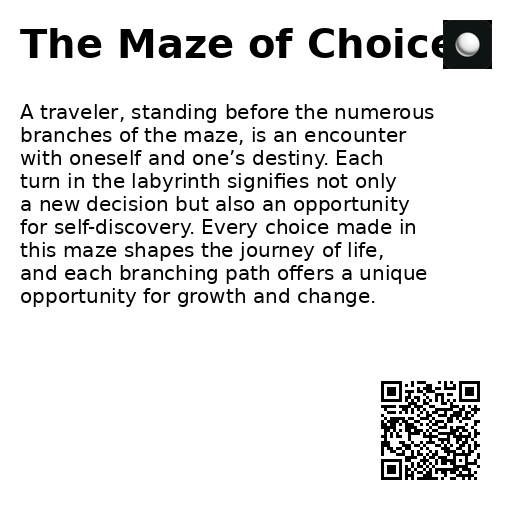 The Maze of Choice
A traveler, standing before the numerous
branches of the maze, is an encounter
with oneself and one’s destiny. Each
turn in the labyrinth signifies not only
a new decision but also an opportunity
for self-discovery. Every choice made in
this maze shapes the journey of life,
and each branching path offers a unique
opportunity for growth and change.